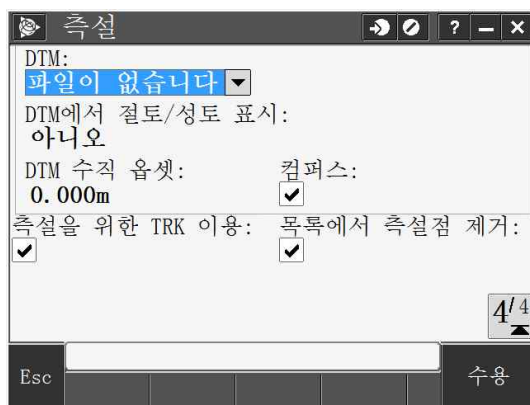 측설
?
DTM:
파일이 없습니다
DTM에서 절토/성토 표시:
아니오
DTM 수직 옵셋: 컴퍼스:
0.000m
측설을 위한 TRK 이용: 목록에서 측설점 제거:
4/4
Esc 수용